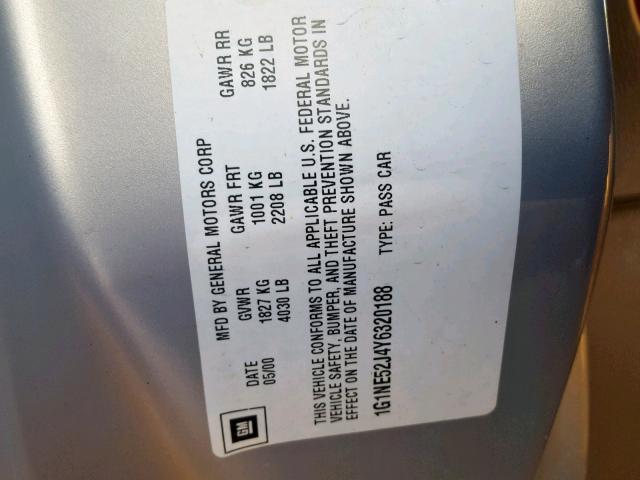 GM
MFD BY GENERAL MOTORS CORP
DATE GVWR GAWR FRT GAWR RR
05/00 1827 KG 1001 KG 826 KG
4030 LB 2208 LB 1822 LB
THIS VEHICLE CONFORMS TO ALL APPLICABLE U.S. FEDERAL MOTOR
VEHICLE SAFETY, BUMPER, AND THEFT PREVENTION STANDARDS IN
EFFECT ON THE DATE OF MANUFACTURE SHOWN ABOVE.
1G1NE52J4Y6320188 TYPE: PASS CAR